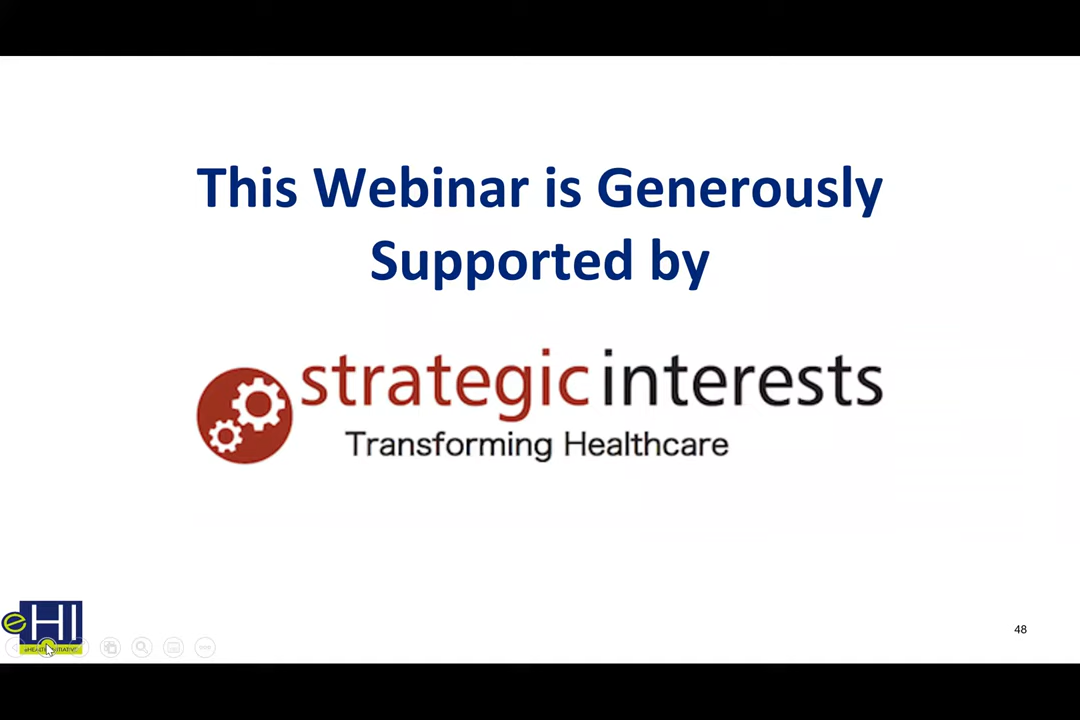 This Webinar is Generously
Supported by
strategic interests
Transforming Healthcare
eHI
48